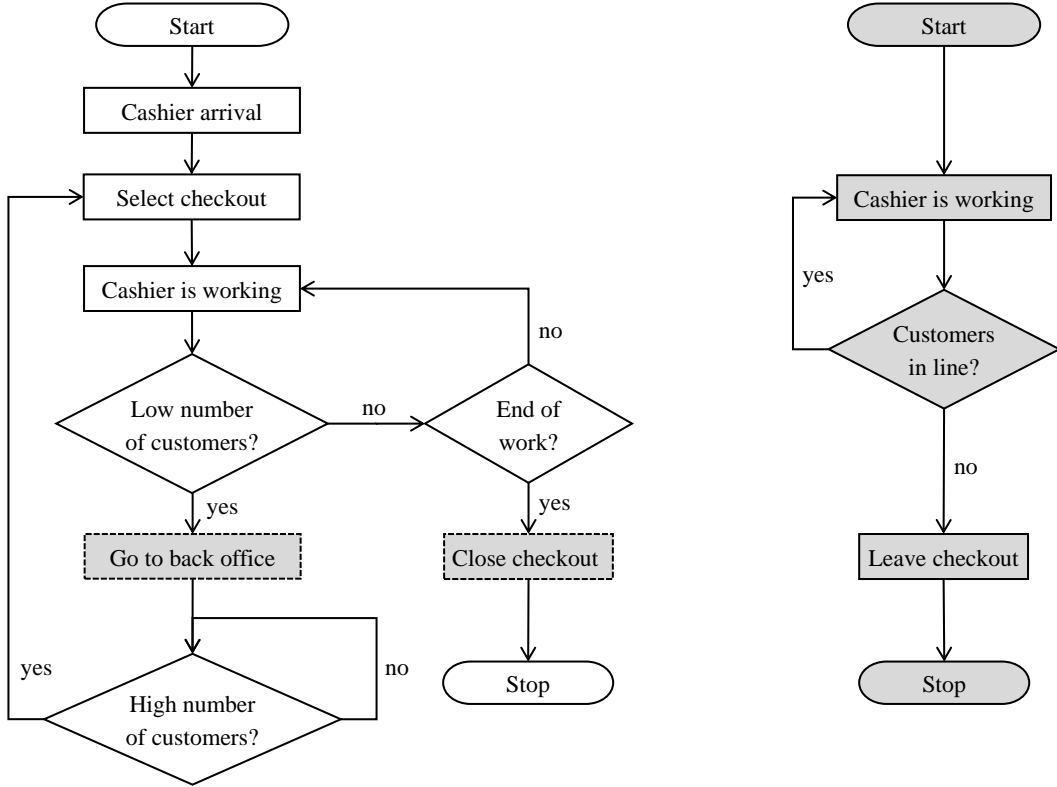 Start
Cashier arrival
Select checkout
Cashier is working
Low number
of customers?
no
End of
work?
no
yes
yes
Go to back office
Close checkout
Stop
High number
of customers?
yes
no
Start
Cashier is working
yes
Customers
in line?
no
Leave checkout
Stop